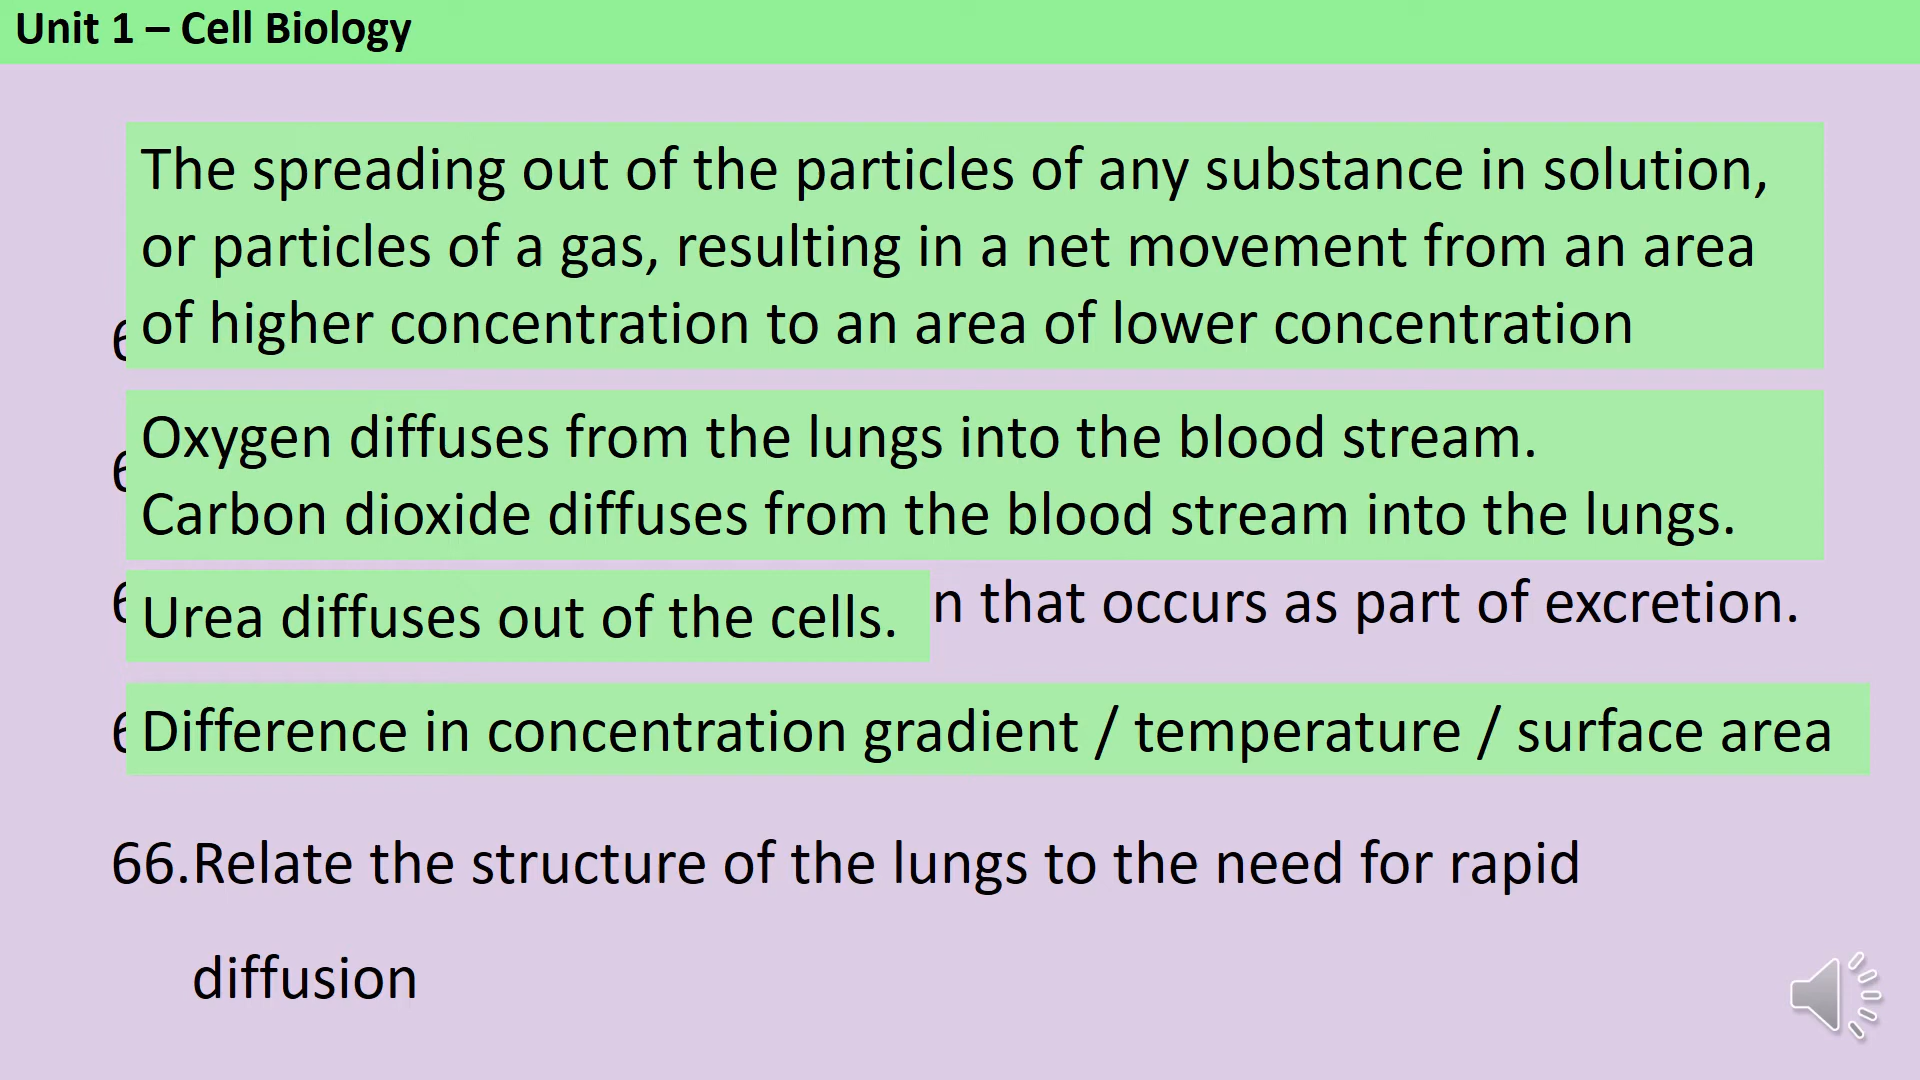 Unit 1 – Cell Biology
The spreading out of the particles of any substance in solution,
or particles of a gas, resulting in a net movement from an area
of higher concentration to an area of lower concentration
Oxygen diffuses from the lungs into the blood stream.
Carbon dioxide diffuses from the blood stream into the lungs.
Urea diffuses out of the cells. that occurs as part of excretion.
Difference in concentration gradient / temperature / surface area
66.Relate the structure of the lungs to the need for rapid
diffusion